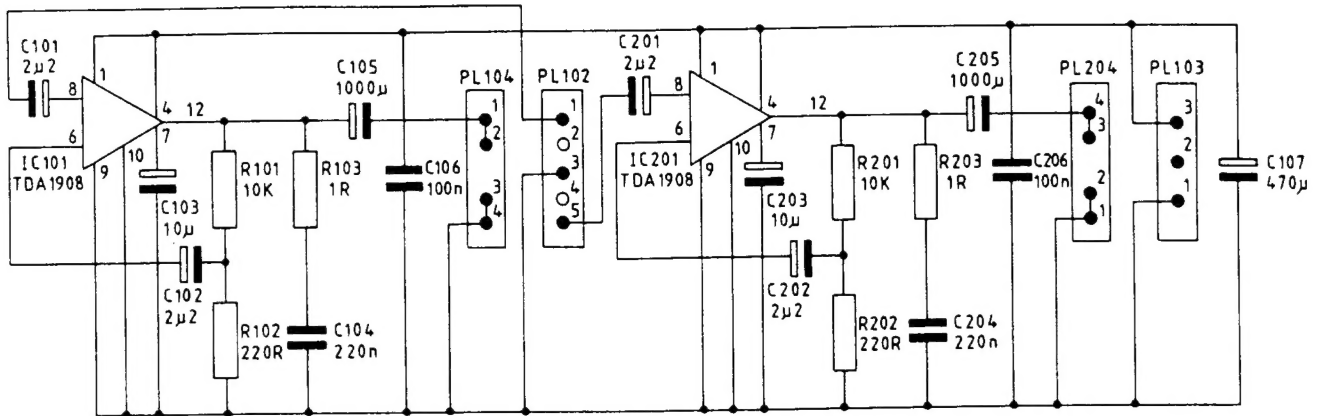 C101
2µ2
8
1
6
4
7
12
10
9
IC101
TDA1908
C103
10µ
C102
2µ2
R101
10K
R102
220R
R103
1R
C104
220n
C105
1000µ
C106
100n
PL104
1
2
3
4
PL102
1
2
3
4
5
C201
2µ2
8
1
6
4
7
12
10
9
IC201
TDA1908
C203
10µ
C202
2µ2
R201
10K
R202
220R
R203
1R
C204
220n
C205
1000µ
C206
100n
PL204
4
3
2
1
PL103
3
2
1
C107
470µ